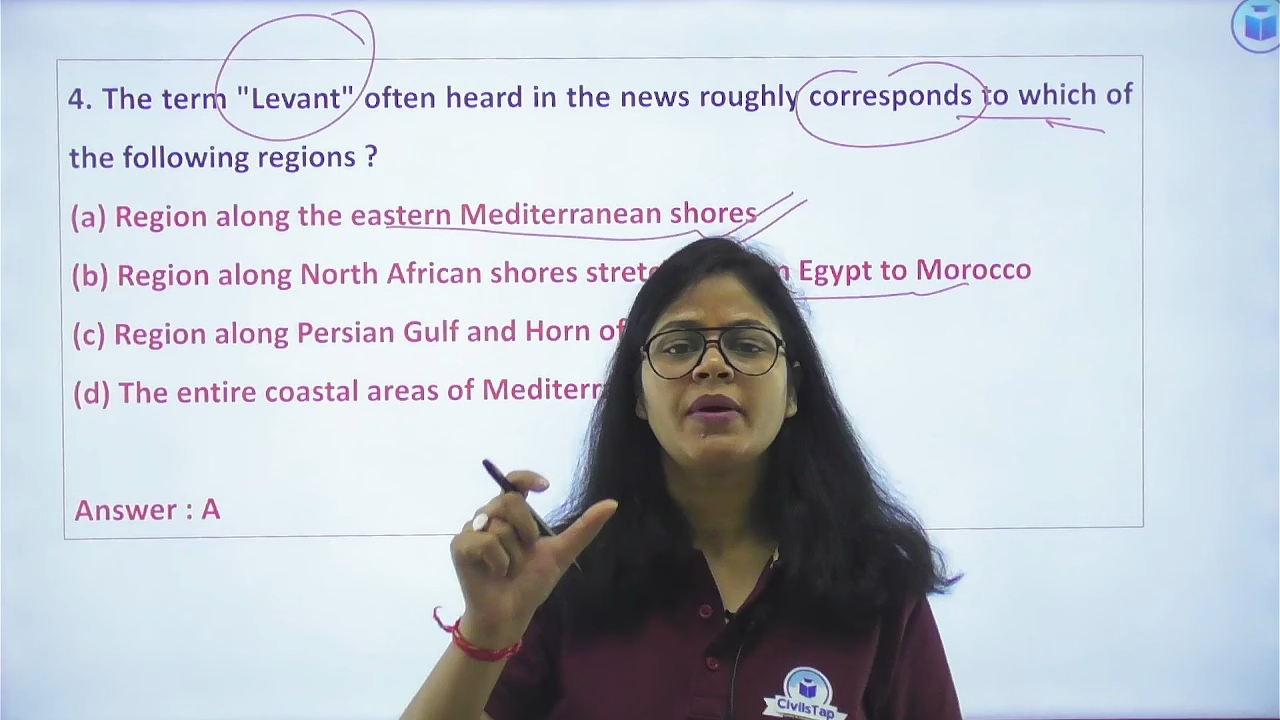 4. The term "Levant" often heard in the news roughly corresponds to which of
the following regions ?
(a) Region along the eastern Mediterranean shores
(b) Region along North African shores Egypt to Morocco
(c) Region along Persian Gulf and Horn of
(d) The entire coastal areas of
Answer : A
CivilsTap